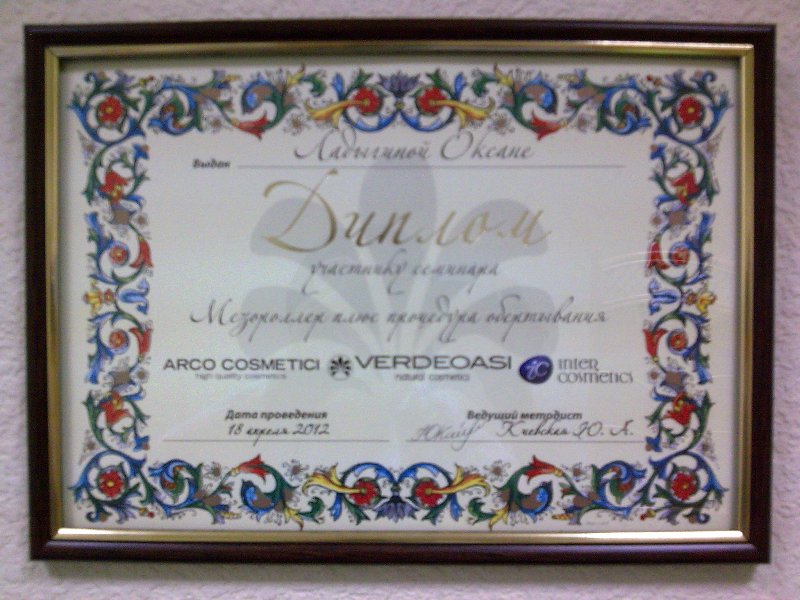 Выдан Ладыгиной Оксане
Диплом
участнику семинара
Мезороллер плюс процедура обертывания
ARCO COSMETICI VERDEOASI inter
high quality cosmetics natural cosmetics cosmetics
Дата проведения Ведущий методист
18 апреля 2012 Киевская Ю. А.